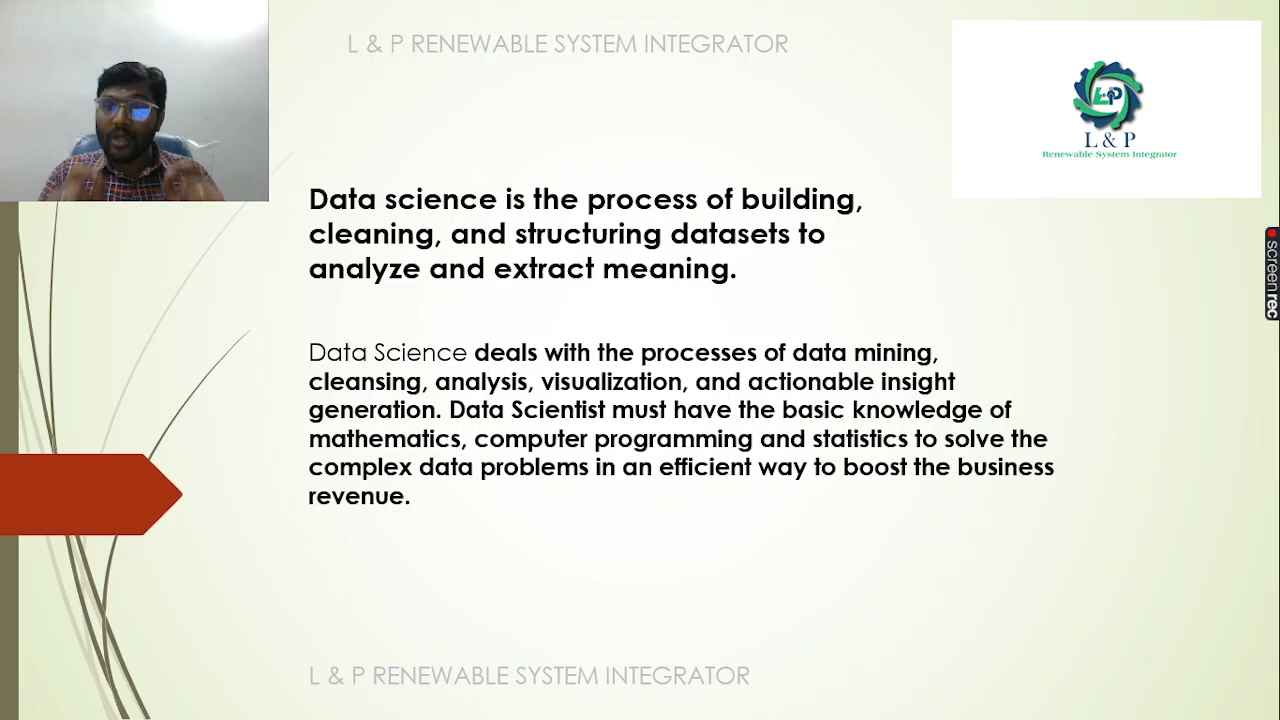 L & P RENEWABLE SYSTEM INTEGRATOR
L&P
L & P
Renewable System Integrator
Data science is the process of building,
cleaning, and structuring datasets to
analyze and extract meaning.
Data Science deals with the processes of data mining,
cleansing, analysis, visualization, and actionable insight
generation. Data Scientist must have the basic knowledge of
mathematics, computer programming and statistics to solve the
complex data problems in an efficient way to boost the business
revenue.
screenrec
L & P RENEWABLE SYSTEM INTEGRATOR